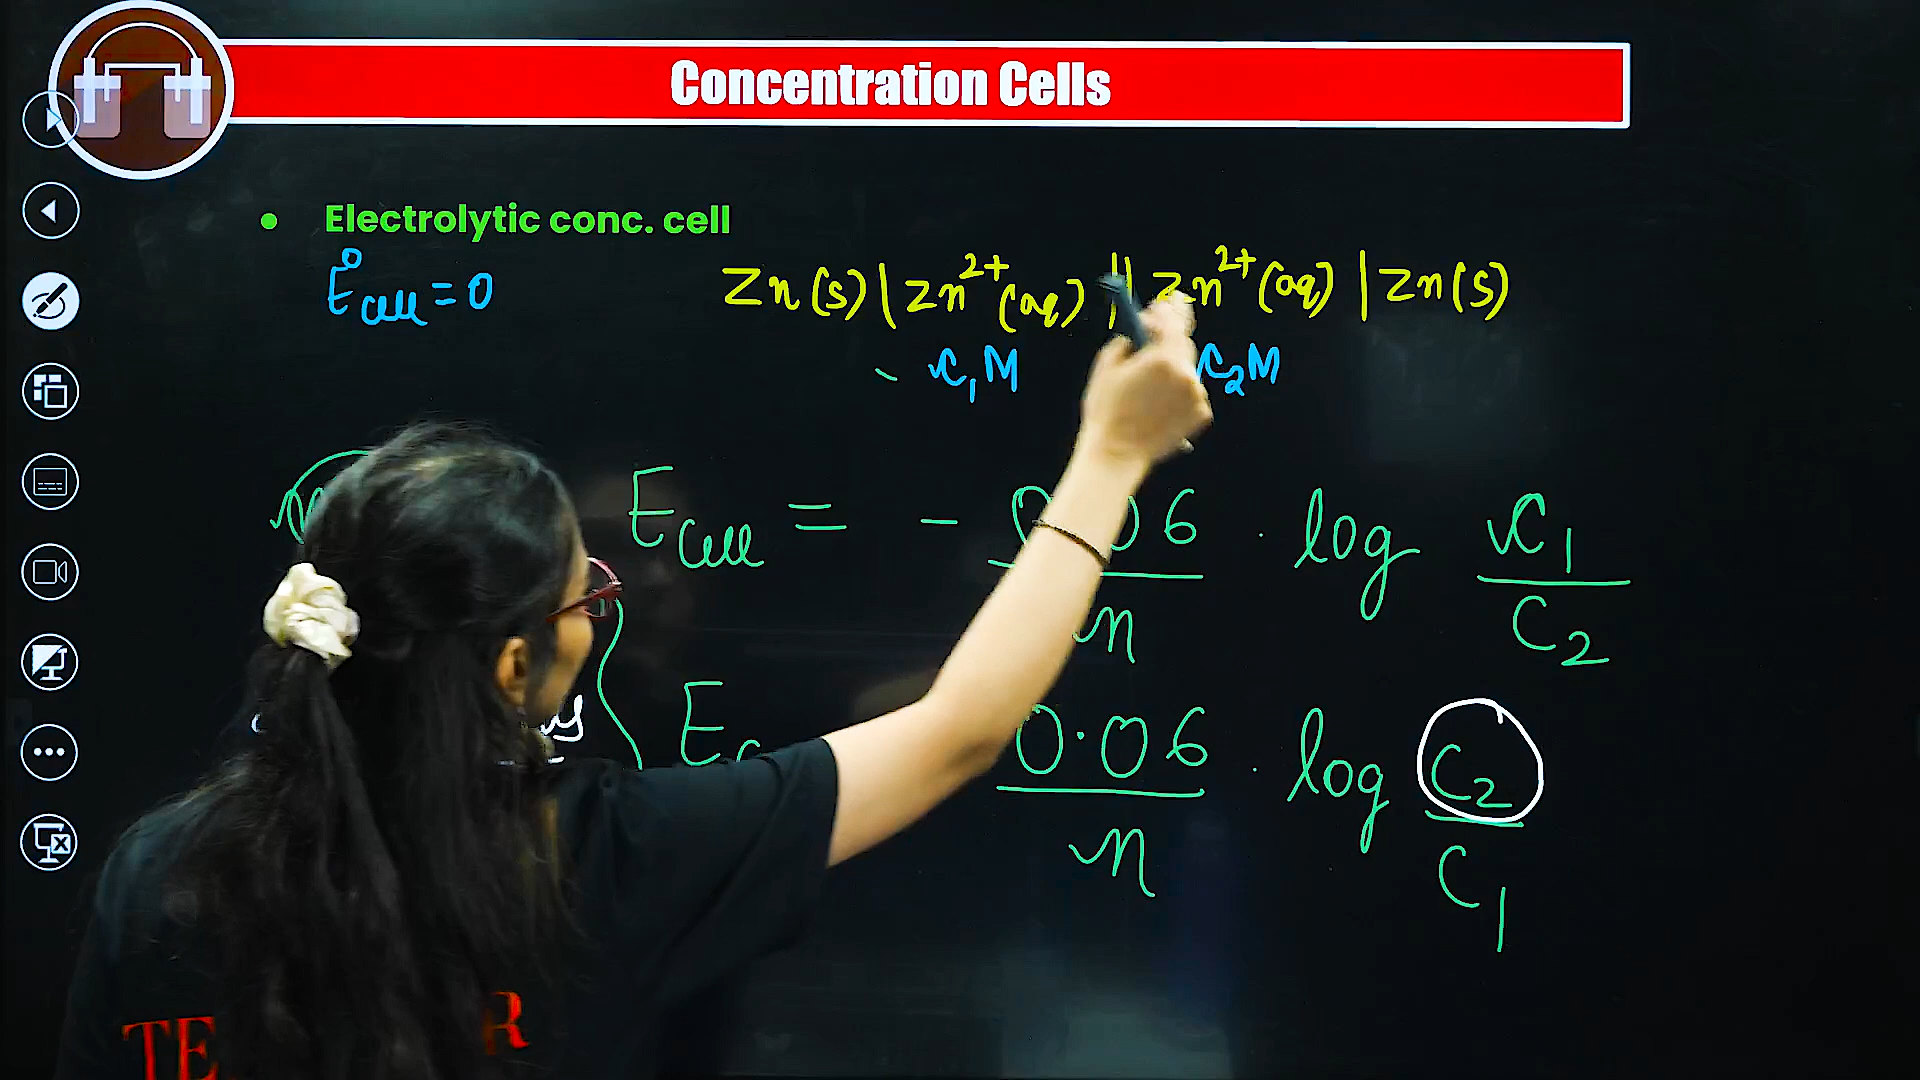 Concentration Cells
• Electrolytic conc. cell
E°cell = 0
Zn(s) | Zn²⁺(aq) || Zn²⁺(aq) | Zn(s)
C₁M C₂M
Ecell = - 0.06/n · log C₁/C₂
0.06/n · log C₂/C₁